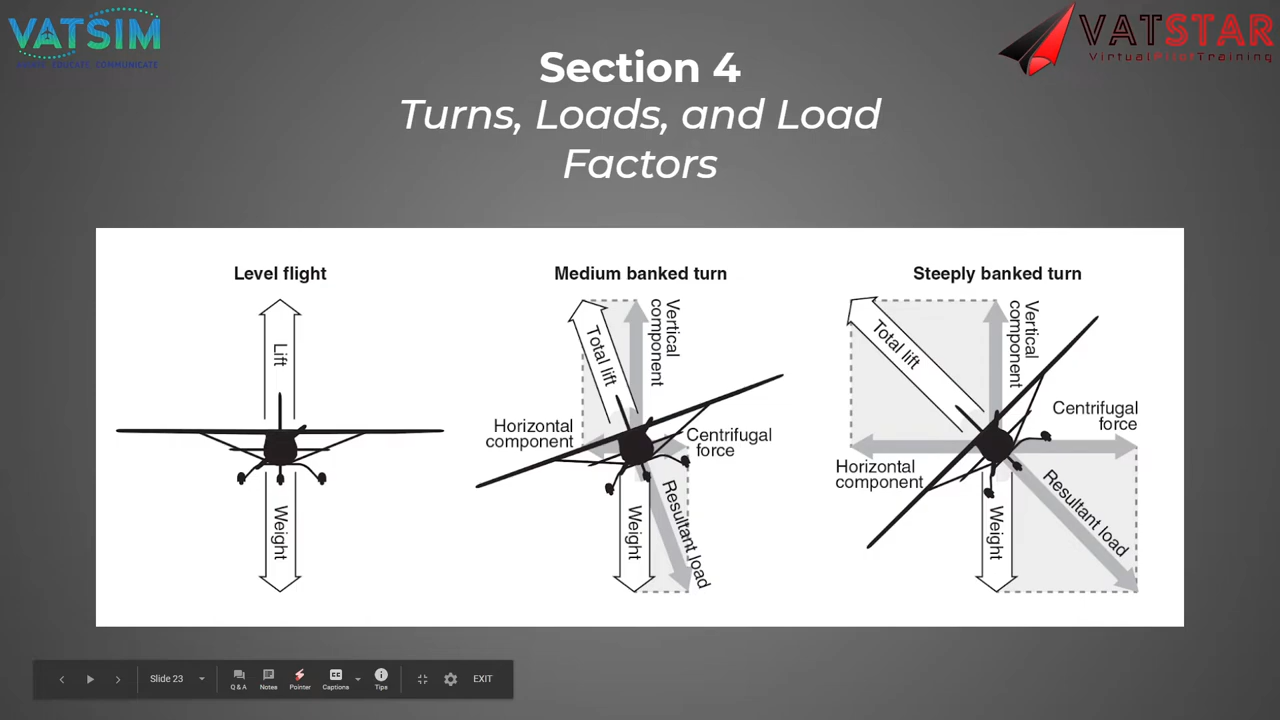 VATSIM
EDUCATE COMMUNICATE
VATSTAR
VirtualPilotTraining
Section 4
Turns, Loads, and Load
Factors
Level flight
Lift
Weight
Medium banked turn
Total lift
Vertical
component
Horizontal
component
Centrifugal
force
Weight
Resultant load
Steeply banked turn
Total lift
Vertical
component
Centrifugal
force
Horizontal
component
Weight
Resultant load
Slide 23
Q & A
Notes
Pointer
Captions
Tips
EXIT